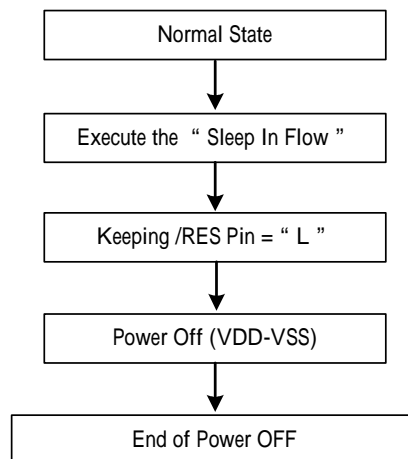 Normal State
Execute the “ Sleep In Flow ”
Keeping /RES Pin = “ L ”
Power Off (VDD-VSS)
End of Power OFF